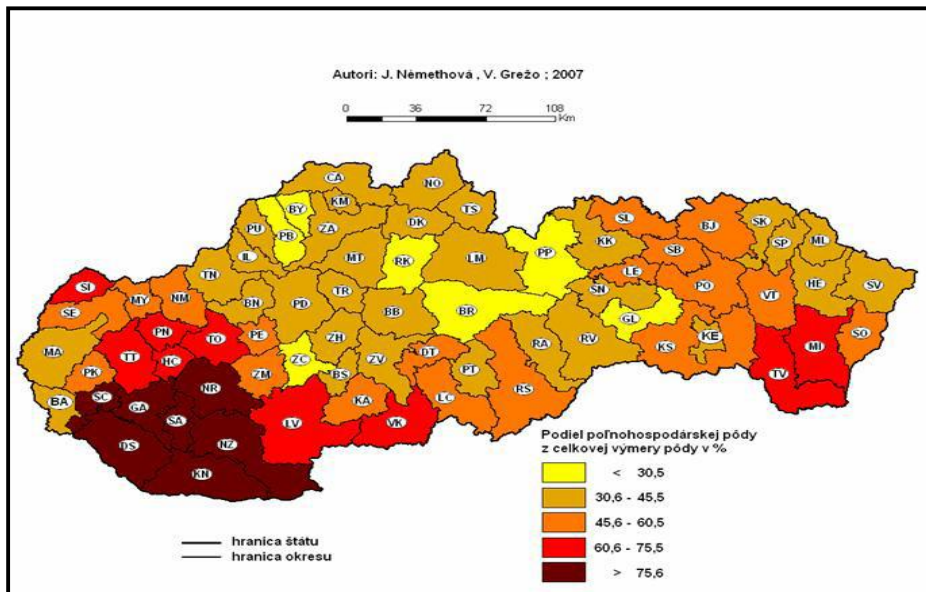 Autori: J. Némethová , V. Grežo ; 2007
0 36 72 108
Km
CA
NO
KM
BY
TS
DK
PU
PB
ZA
SL
BJ
SK
KK
SP
ML
IL
MT
RK
LM
PP
SB
TN
LE
PO
HE
SV
SI
SN
VT
MY
NM
BN
PD
TR
BB
BR
GL
SE
PN
TO
PE
ZH
RA
RV
KS
KE
SO
MA
TT
HC
ZC
ZV
DT
MI
PK
ZM
BS
PT
TV
BA
SC
GA
NR
KA
LC
RS
SA
LV
VK
DS
NZ
KN
Podiel poľnohospodárskej pôdy
z celkovej výmery pôdy v %
< 30,5
30,6 - 45,5
45,6 - 60,5
60,6 - 75,5
> 75,6
hranica štátu
hranica okresu